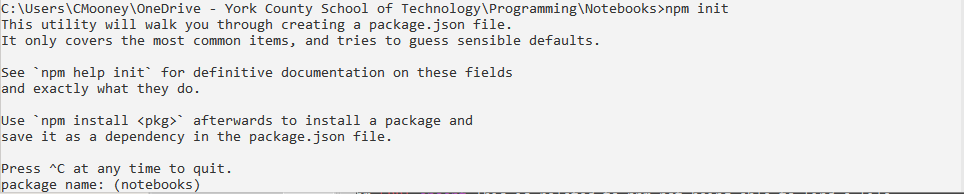 C:\Users\CMooney\OneDrive - York County School of Technology\Programming\Notebooks>npm init
This utility will walk you through creating a package.json file.
It only covers the most common items, and tries to guess sensible defaults.
See `npm help init` for definitive documentation on these fields
and exactly what they do.
Use `npm install <pkg>` afterwards to install a package and
save it as a dependency in the package.json file.
Press ^C at any time to quit.
package name: (notebooks)